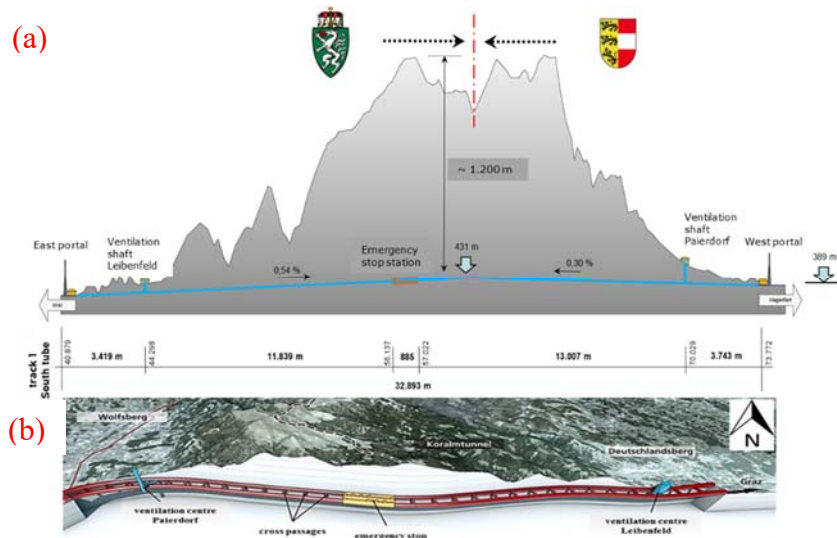 (a)
~ 1.200 m
East portal
Ventilation
shaft
Leibenfeld
Emergency
stop station
431 m
Ventilation
shaft
Paierdorf
West portal
389 m
0,54 %
0,30 %
track 1
South tube
40.879
3.419 m
44.298
11.839 m
56.137
885
57.022
13.007 m
70.029
3.743 m
73.772
32.893 m
(b)
Wolfsberg
Koralmtunnel
Deutschlandsberg
N
Graz
ventilation centre
Paierdorf
cross passages
emergency stop
ventilation centre
Leibenfeld